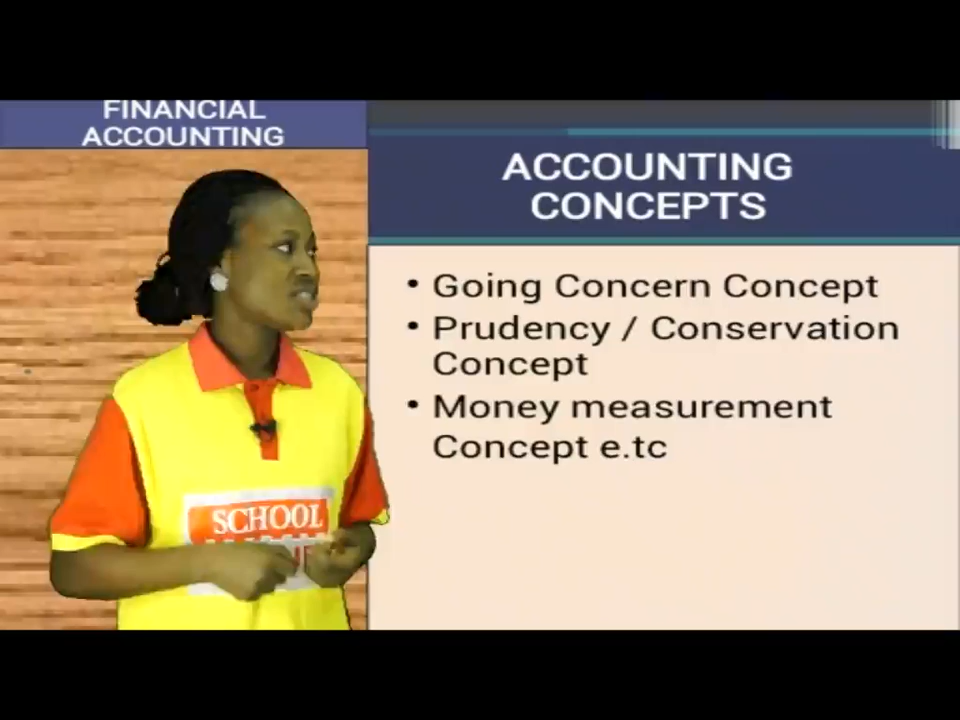 FINANCIAL
ACCOUNTING
ACCOUNTING
CONCEPTS
• Going Concern Concept
• Prudency / Conservation
Concept
• Money measurement
Concept e.tc
SCHOOL